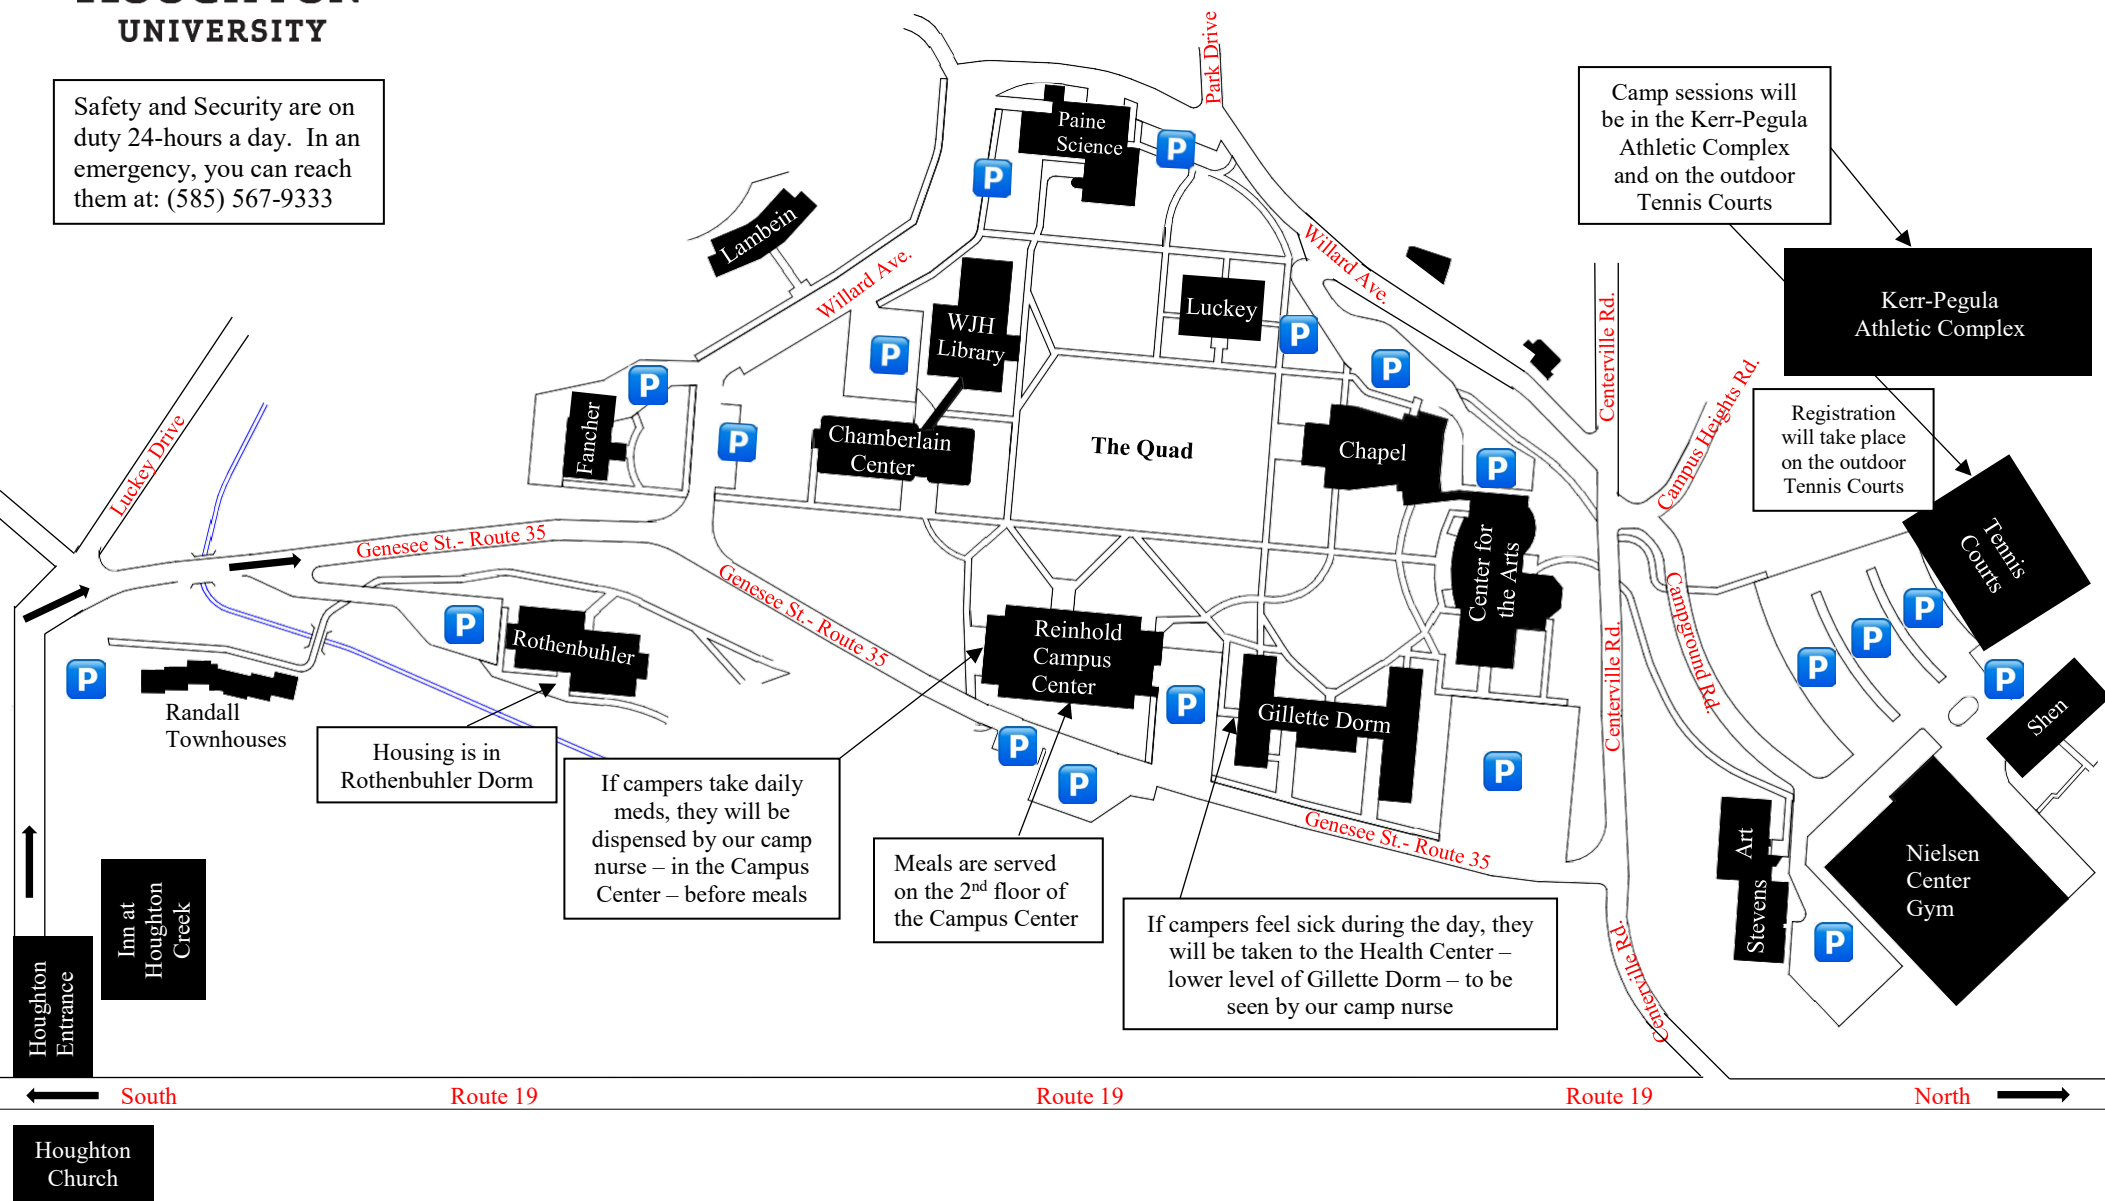 UNIVERSITY
Safety and Security are on
duty 24-hours a day.  In an
emergency, you can reach
them at: (585) 567-9333
Park Drive
Camp sessions will
be in the Kerr-Pegula
Athletic Complex
and on the outdoor
Tennis Courts
Paine
Science
P
P
Lambein
Willard Ave.
Willard Ave.
Kerr-Pegula
Athletic Complex
WJH
Library
Luckey
P
P
P
P
Centerville Rd.
Campus Heights Rd.
Registration
will take place
on the outdoor
Tennis Courts
Luckey Drive
Fancher
P
Chamberlain
Center
The Quad
Chapel
P
Genesee St.- Route 35
Genesee St.- Route 35
Center for
the Arts
Tennis
Courts
Campground Rd.
P
P
P
P
P
Rothenbuhler
Reinhold
Campus
Center
Centerville Rd.
P
Randall
Townhouses
Gillette Dorm
P
Shen
Housing is in
Rothenbuhler Dorm
P
P
P
If campers take daily
meds, they will be
dispensed by our camp
nurse – in the Campus
Center – before meals
Meals are served
on the 2nd floor of
the Campus Center
Genesee St.- Route 35
If campers feel sick during the day, they
will be taken to the Health Center –
lower level of Gillette Dorm – to be
seen by our camp nurse
Art
Stevens
Nielsen
Center
Gym
P
Centerville Rd.
Inn at
Houghton
Creek
Houghton
Entrance
South
Route 19
Route 19
Route 19
North
Houghton
Church